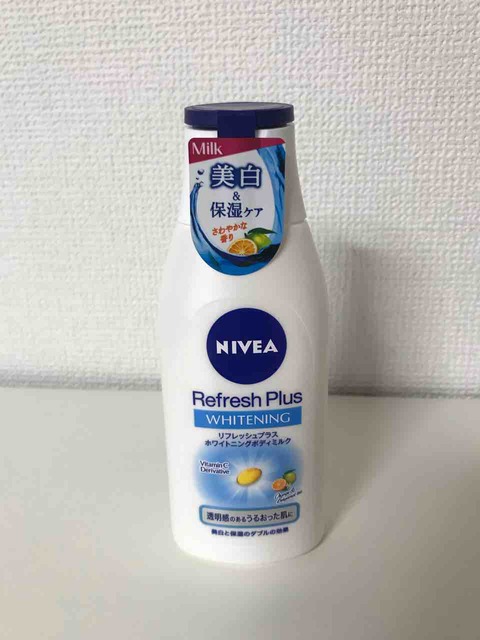 Milk
美白
&
保湿ケア
さわやかな
香り
NIVEA
Refresh Plus
WHITENING
リフレッシュプラス
ホワイトニングボディミルク
Vitamin C
Derivative
透明感のあるうるおった肌に
美白と保湿のダブルの効果